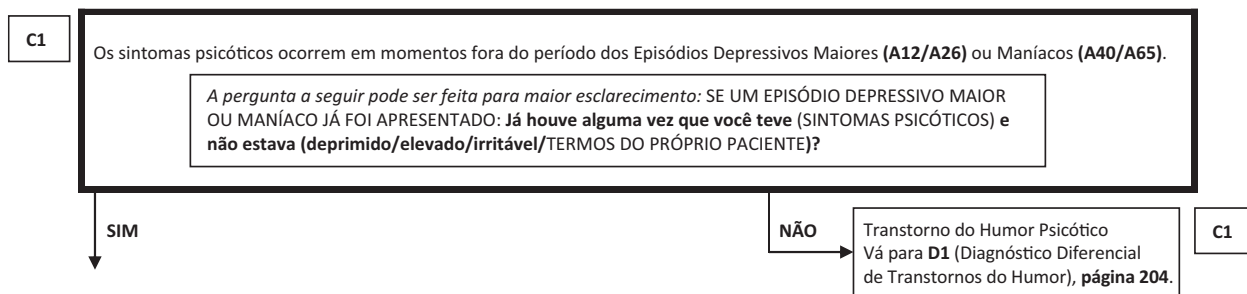 C1
Os sintomas psicóticos ocorrem em momentos fora do período dos Episódios Depressivos Maiores (A12/A26) ou Maníacos (A40/A65).
A pergunta a seguir pode ser feita para maior esclarecimento: SE UM EPISÓDIO DEPRESSIVO MAIOR
OU MANÍACO JÁ FOI APRESENTADO: Já houve alguma vez que você teve (SINTOMAS PSICÓTICOS) e
não estava (deprimido/elevado/irritável/TERMOS DO PRÓPRIO PACIENTE)?
SIM
NÃO
Transtorno do Humor Psicótico
Vá para D1 (Diagnóstico Diferencial
de Transtornos do Humor), página 204.
C1